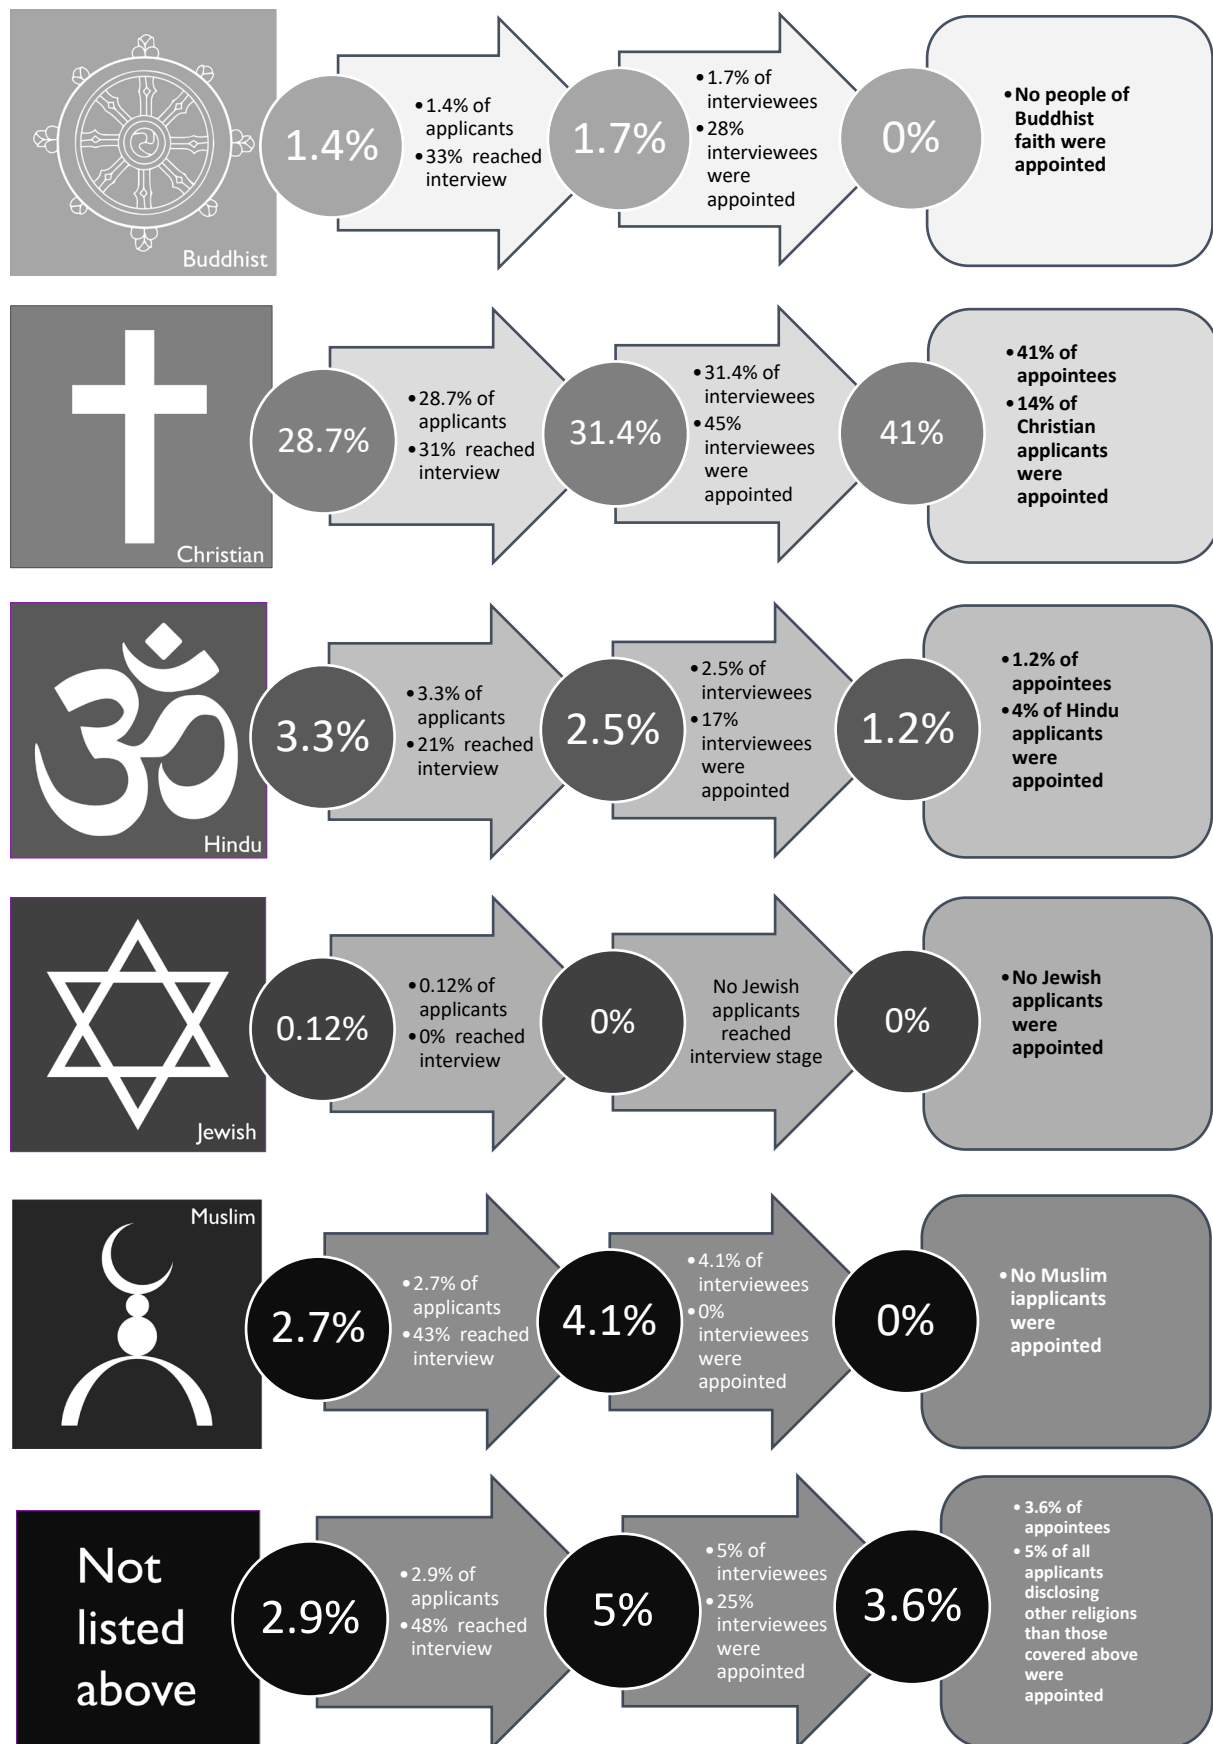 Buddhist
1.4%
•1.4% of
applicants
•33% reached
interview
1.7%
•1.7% of
interviewees
•28%
interviewees
were
appointed
0%
•No people of
Buddhist
faith were
appointed
Christian
28.7%
•28.7% of
applicants
•31% reached
interview
31.4%
•31.4% of
interviewees
•45%
interviewees
were
appointed
41%
•41% of
appointees
•14% of
Christian
applicants
were
appointed
Hindu
3.3%
•3.3% of
applicants
•21% reached
interview
2.5%
•2.5% of
interviewees
•17%
interviewees
were
appointed
1.2%
•1.2% of
appointees
•4% of Hindu
applicants
were
appointed
Jewish
0.12%
•0.12% of
applicants
•0% reached
interview
0%
No Jewish
applicants
reached
interview stage
0%
•No Jewish
applicants
were
appointed
Muslim
2.7%
•2.7% of
applicants
•43% reached
interview
4.1%
•4.1% of
interviewees
•0%
interviewees
were
appointed
0%
•No Muslim
iapplicants
were
appointed
Not
listed
above
2.9%
•2.9% of
applicants
•48% reached
interview
5%
•5% of
interviewees
•25%
interviewees
were
appointed
3.6%
•3.6% of
appointees
•5% of all
applicants
disclosing
other religions
than those
covered above
were
appointed